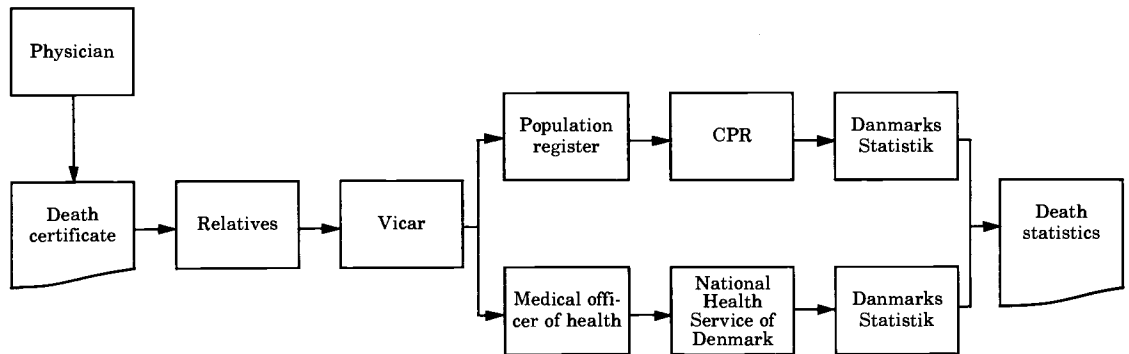 Physician
Death
certificate
Relatives
Vicar
Population
register
CPR
Danmarks
Statistik
Medical offi-
cer of health
National
Health
Service of
Denmark
Danmarks
Statistik
Death
statistics